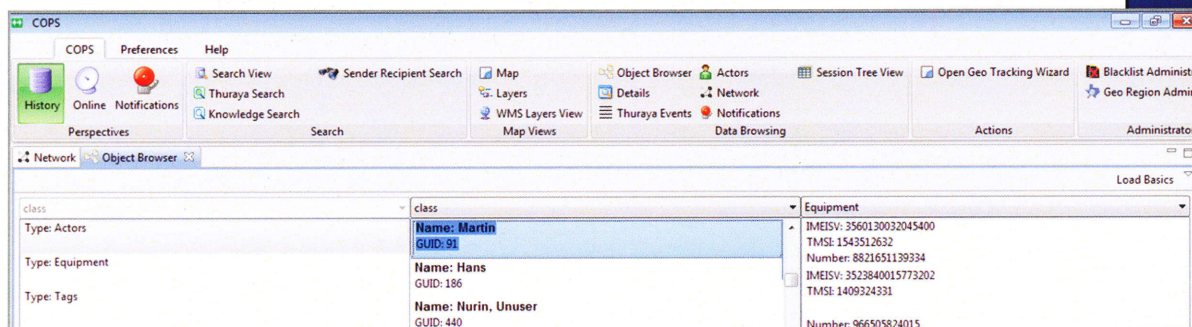 COPS
COPS Preferences Help
History Online Notifications
Perspectives
Search View Sender Recipient Search
Thuraya Search
Knowledge Search
Search
Map
Layers
WMS Layers View
Map Views
Object Browser Actors Session Tree View
Details Network
Thuraya Events Notifications
Data Browsing
Open Geo Tracking Wizard
Actions
Blacklist Administ
Geo Region Admi
Administrato
Network Object Browser
Load Basics
class
Type: Actors
Type: Equipment
Type: Tags
class
Name: Martin
GUID: 91
Name: Hans
GUID: 186
Name: Nurin, Unuser
GUID: 440
Equipment
IMEISV: 3560130032045400
TMSI: 1543512632
Number: 8821651139334
IMEISV: 3523840015773202
TMSI: 1409324331
Number: 966505824015